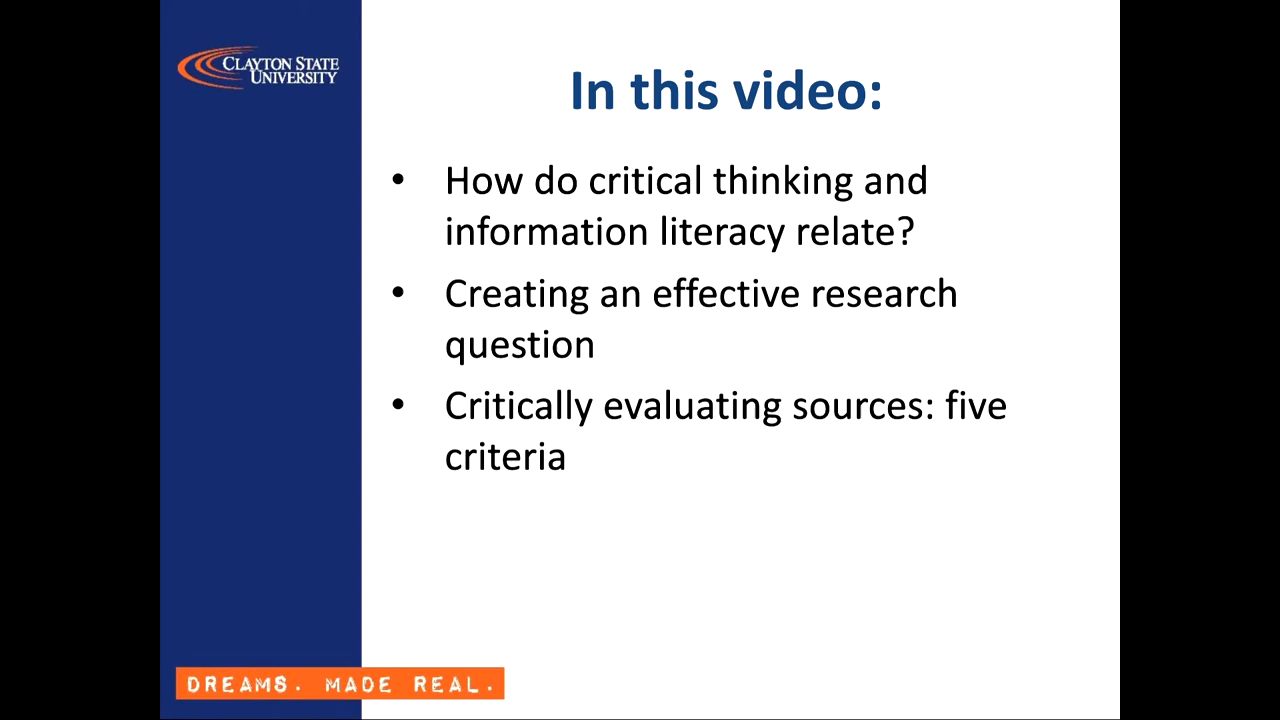 CLAYTON STATE
UNIVERSITY
In this video:
• How do critical thinking and
information literacy relate?
• Creating an effective research
question
• Critically evaluating sources: five
criteria
DREAMS. MADE REAL.